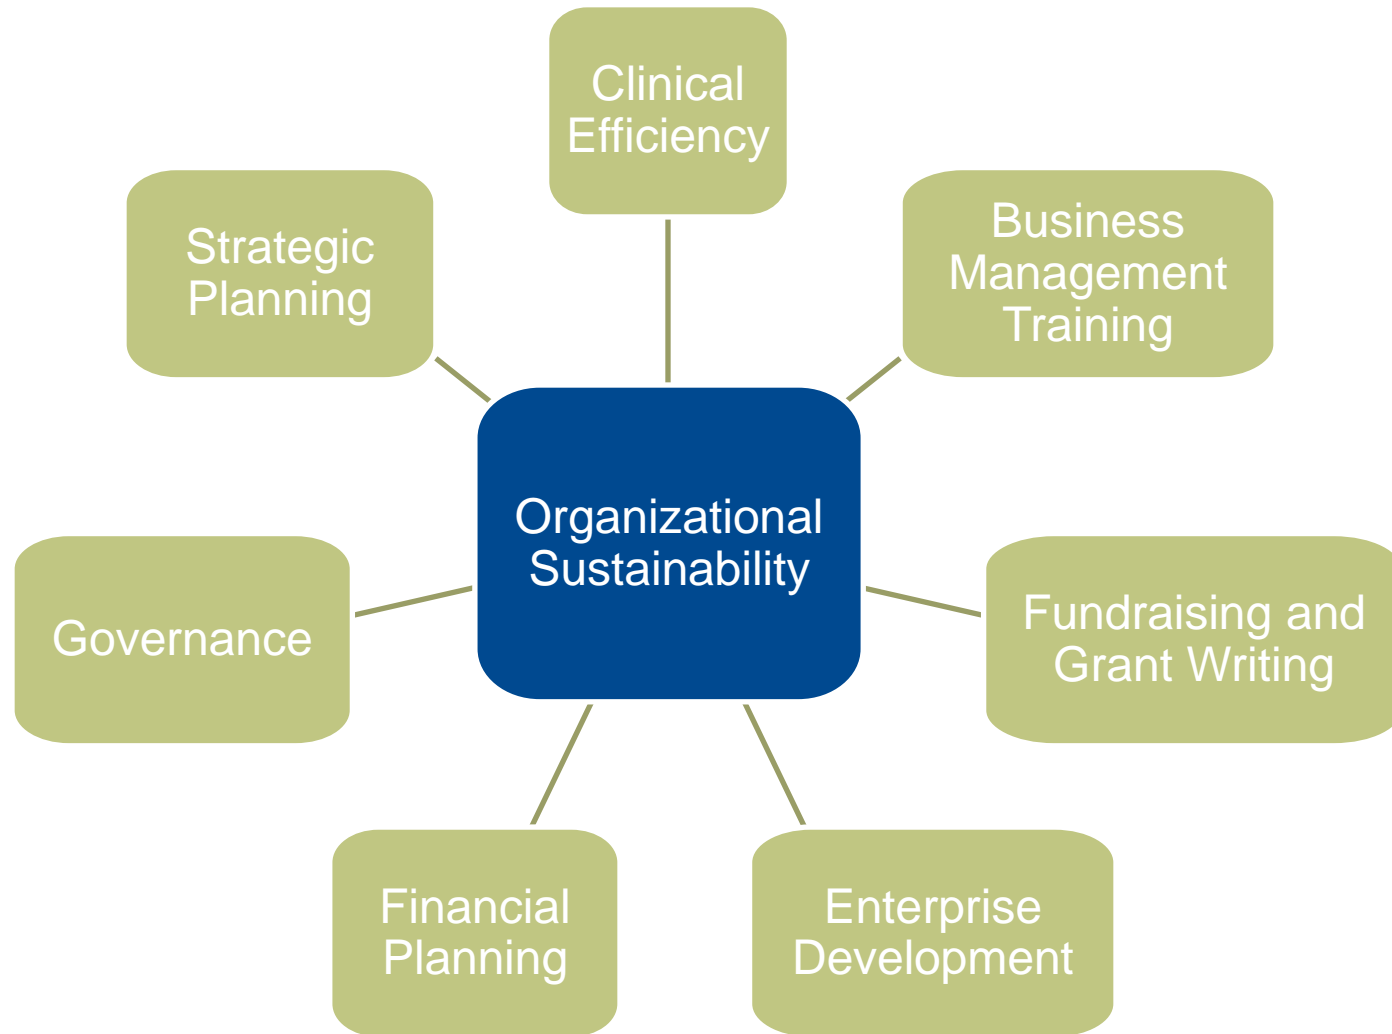 Clinical
Efficiency
Business
Management
Training
Strategic
Planning
Organizational
Sustainability
Fundraising and
Grant Writing
Governance
Financial
Planning
Enterprise
Development